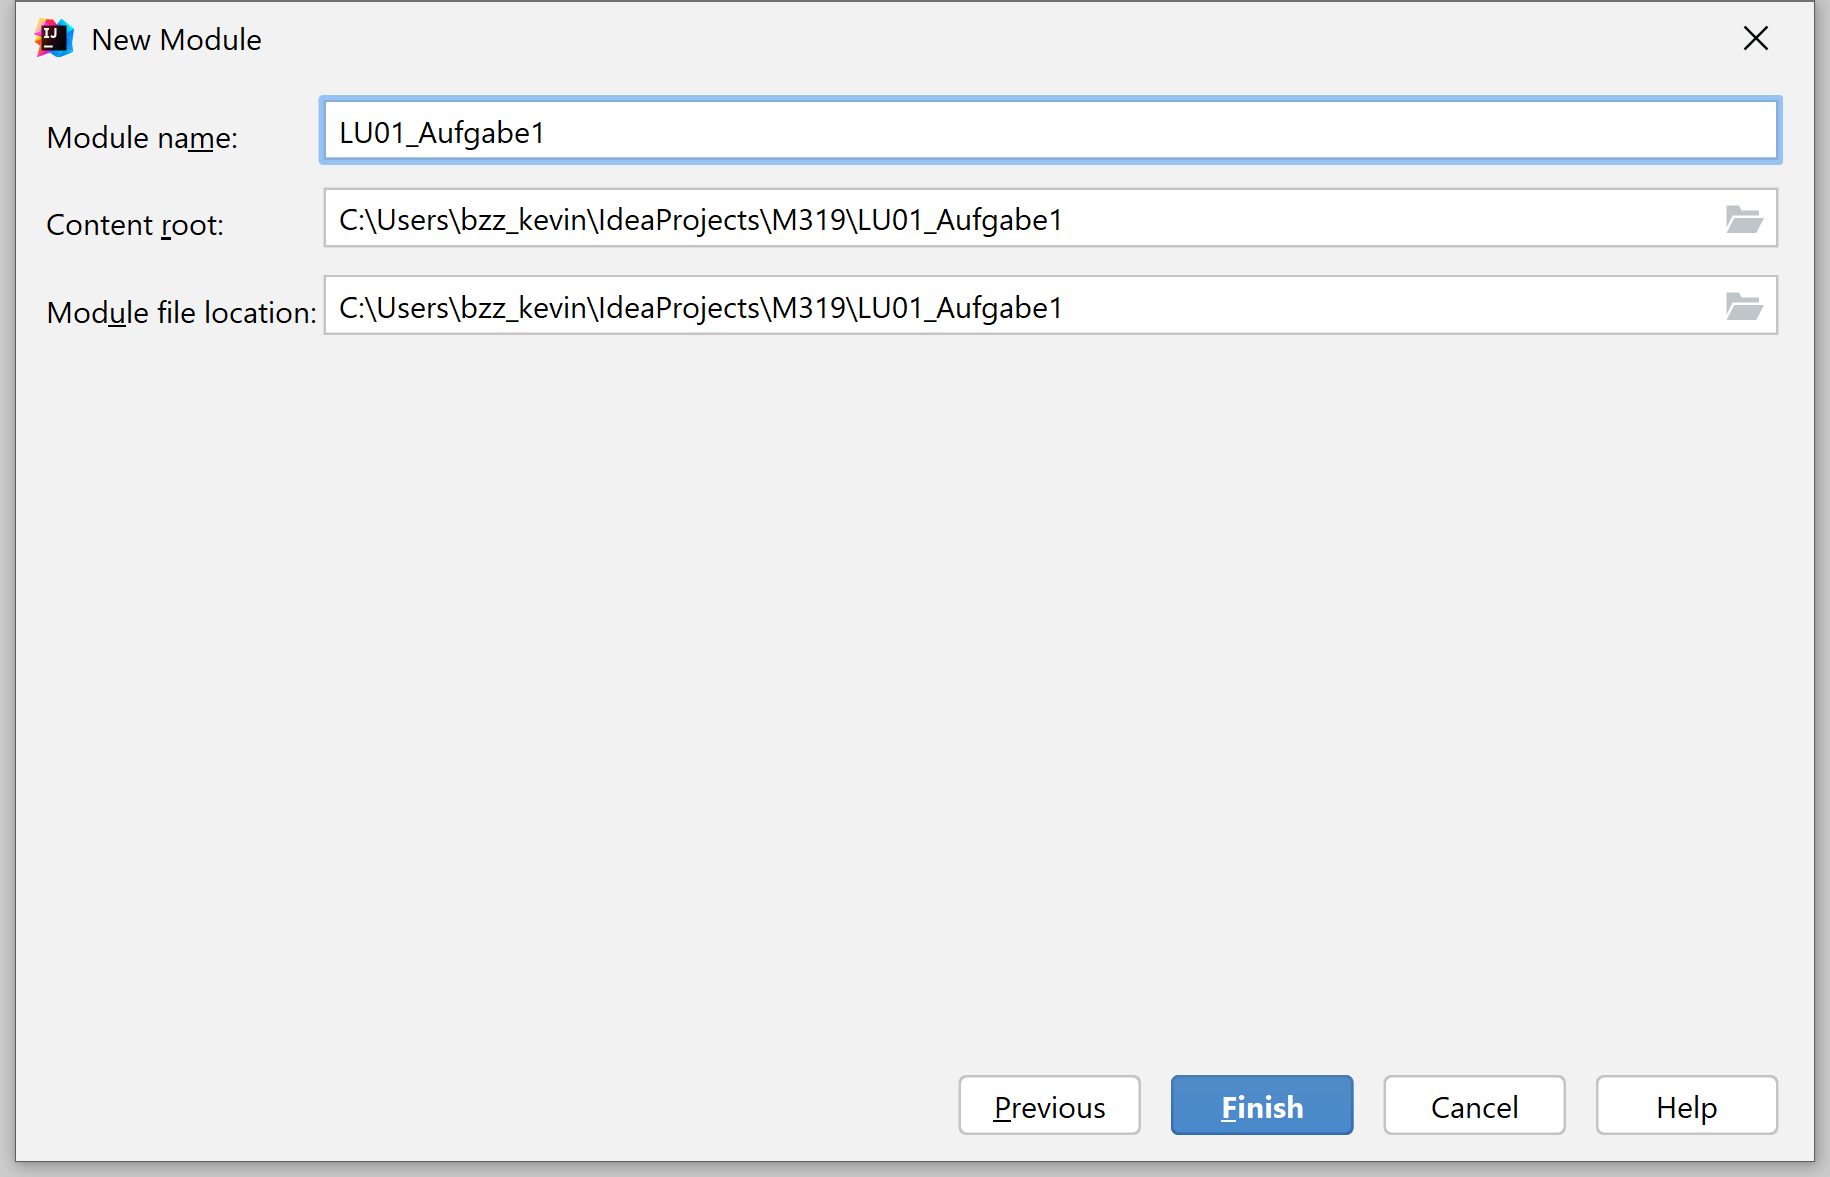 IJ
New Module
Module name: LU01_Aufgabe1
Content root: C:\Users\bzz_kevin\IdeaProjects\M319\LU01_Aufgabe1
Module file location: C:\Users\bzz_kevin\IdeaProjects\M319\LU01_Aufgabe1
Previous Finish Cancel Help